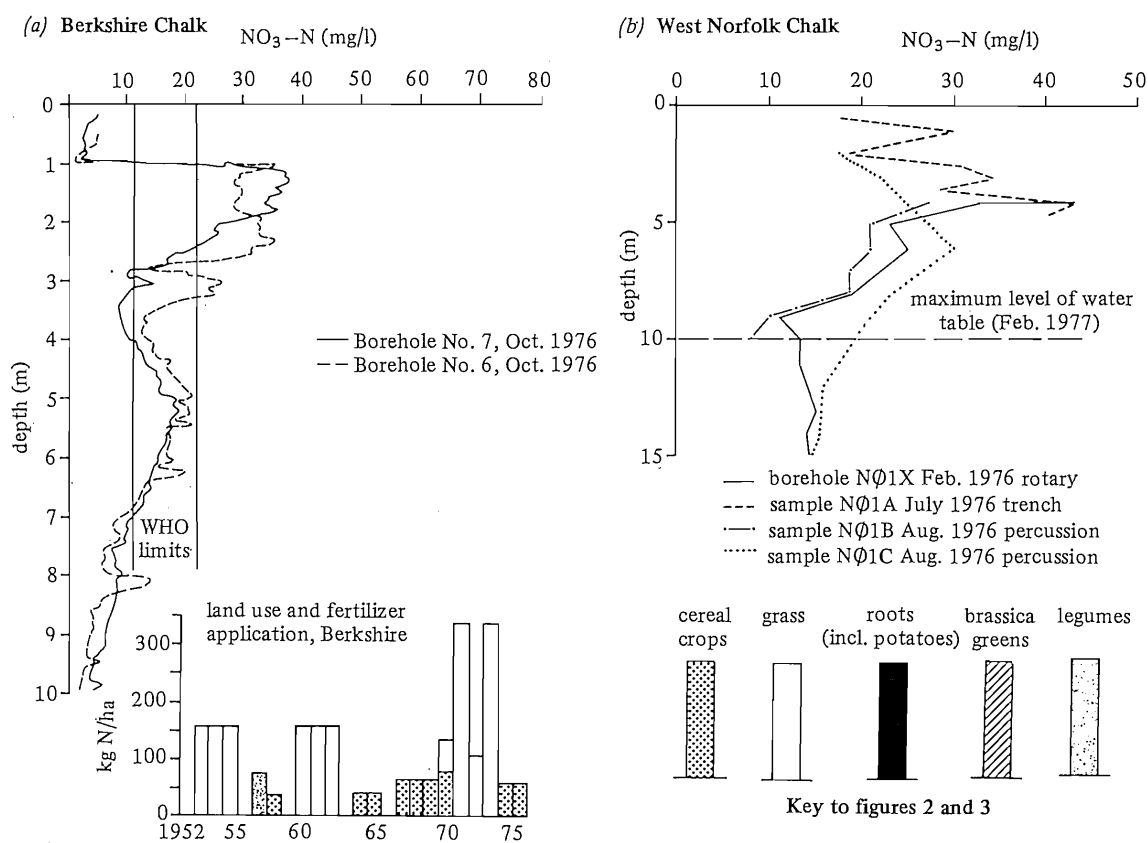 (a) Berkshire Chalk
NO3—N (mg/l)
10 20 30 40 50 60 70 80
0
1
2
3
4
5
6
7
8
9
10
depth (m)
Borehole No. 7, Oct. 1976
Borehole No. 6, Oct. 1976
WHO
limits
land use and fertilizer
application, Berkshire
kg N/ha
300
200
100
0
1952 55 60 65 70 75
(b) West Norfolk Chalk
NO3—N (mg/l)
0 10 20 30 40 50
0
5
10
15
depth (m)
maximum level of water
table (Feb. 1977)
borehole NØ1X Feb. 1976 rotary
sample NØ1A July 1976 trench
sample NØ1B Aug. 1976 percussion
sample NØ1C Aug. 1976 percussion
cereal
crops
grass
roots
(incl. potatoes)
brassica
greens
legumes
Key to figures 2 and 3